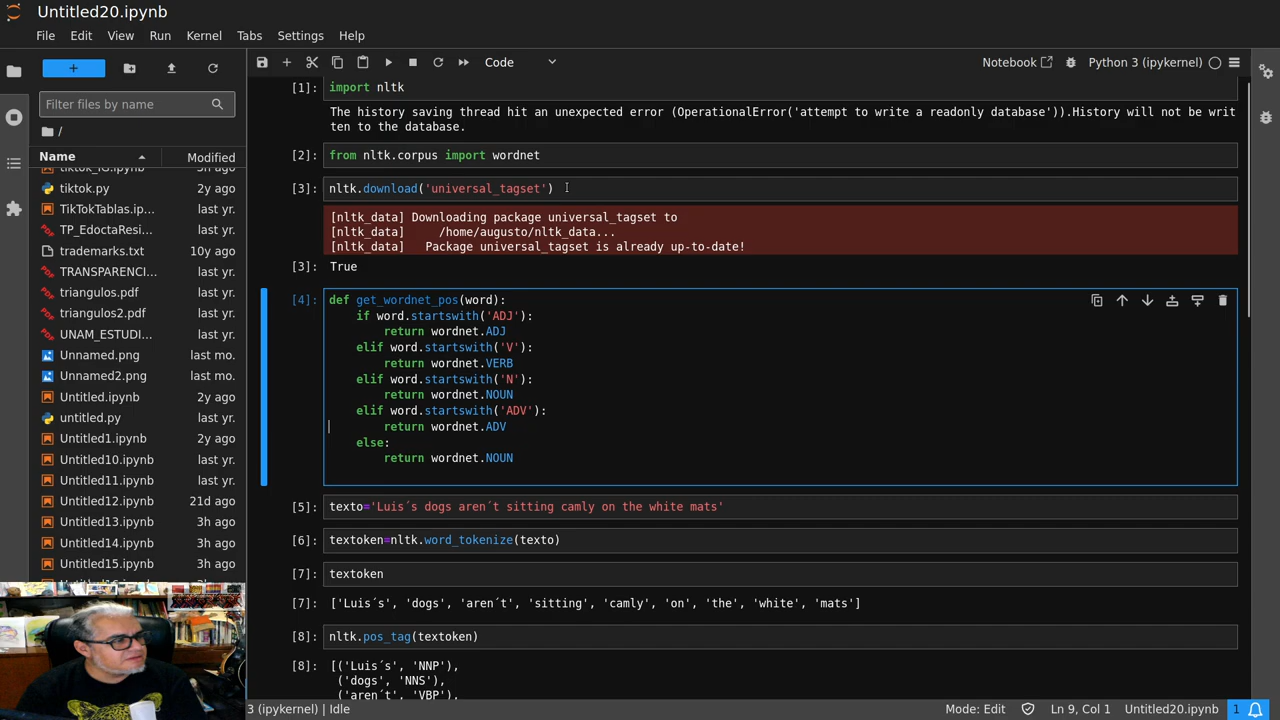 Untitled20.ipynb
File Edit View Run Kernel Tabs Settings Help
Code
Notebook
Python 3 (ipykernel)
Filter files by name
/
Name Modified
tiktok_IG.ipynb 3h ago
tiktok.py 2y ago
TikTokTablas.ip... last yr.
TP_EdoctaResi... last yr.
trademarks.txt 10y ago
TRANSPARENCI... last yr.
triangulos.pdf last yr.
triangulos2.pdf last yr.
UNAM_ESTUDI... last yr.
Unnamed.png last mo.
Unnamed2.png last mo.
Untitled.ipynb 2y ago
untitled.py last yr.
Untitled1.ipynb 2y ago
Untitled10.ipynb last yr.
Untitled11.ipynb last yr.
Untitled12.ipynb 21d ago
Untitled13.ipynb 3h ago
Untitled14.ipynb 3h ago
Untitled15.ipynb 3h ago
[1]: import nltk
The history saving thread hit an unexpected error (OperationalError('attempt to write a readonly database')).History will not be writ
ten to the database.
[2]: from nltk.corpus import wordnet
[3]: nltk.download('universal_tagset')
[nltk_data] Downloading package universal_tagset to
[nltk_data]     /home/augusto/nltk_data...
[nltk_data]   Package universal_tagset is already up-to-date!
[3]: True
[4]: def get_wordnet_pos(word):
    if word.startswith('ADJ'):
        return wordnet.ADJ
    elif word.startswith('V'):
        return wordnet.VERB
    elif word.startswith('N'):
        return wordnet.NOUN
    elif word.startswith('ADV'):
        return wordnet.ADV
    else:
        return wordnet.NOUN
[5]: texto='Luis´s dogs aren´t sitting camly on the white mats'
[6]: textoken=nltk.word_tokenize(texto)
[7]: textoken
[7]: ['Luis´s', 'dogs', 'aren´t', 'sitting', 'camly', 'on', 'the', 'white', 'mats']
[8]: nltk.pos_tag(textoken)
[8]: [('Luis´s', 'NNP'),
('dogs', 'NNS'),
('aren´t', 'VBP'),
3 (ipykernel) | Idle
Mode: Edit
Ln 9, Col 1
Untitled20.ipynb
1